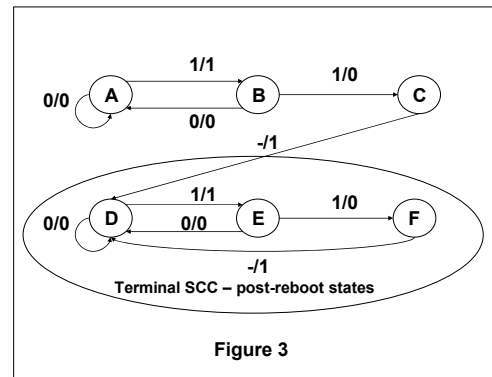 1/1
1/0
0/0
A
B
C
0/0
-/1
1/1
1/0
0/0
D
0/0
E
F
-/1
Terminal SCC – post-reboot states
Figure 3